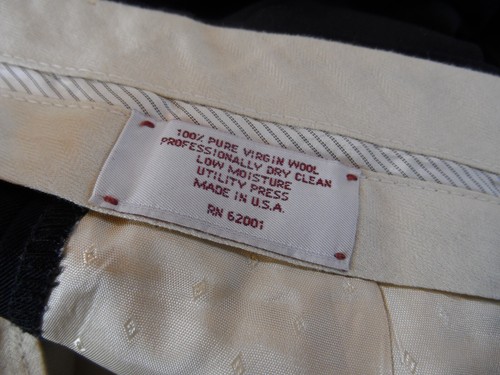 100% PURE VIRGIN WOOL
PROFESSIONALLY DRY CLEAN
LOW MOISTURE
UTILITY PRESS
MADE IN U.S.A.
RN 62001